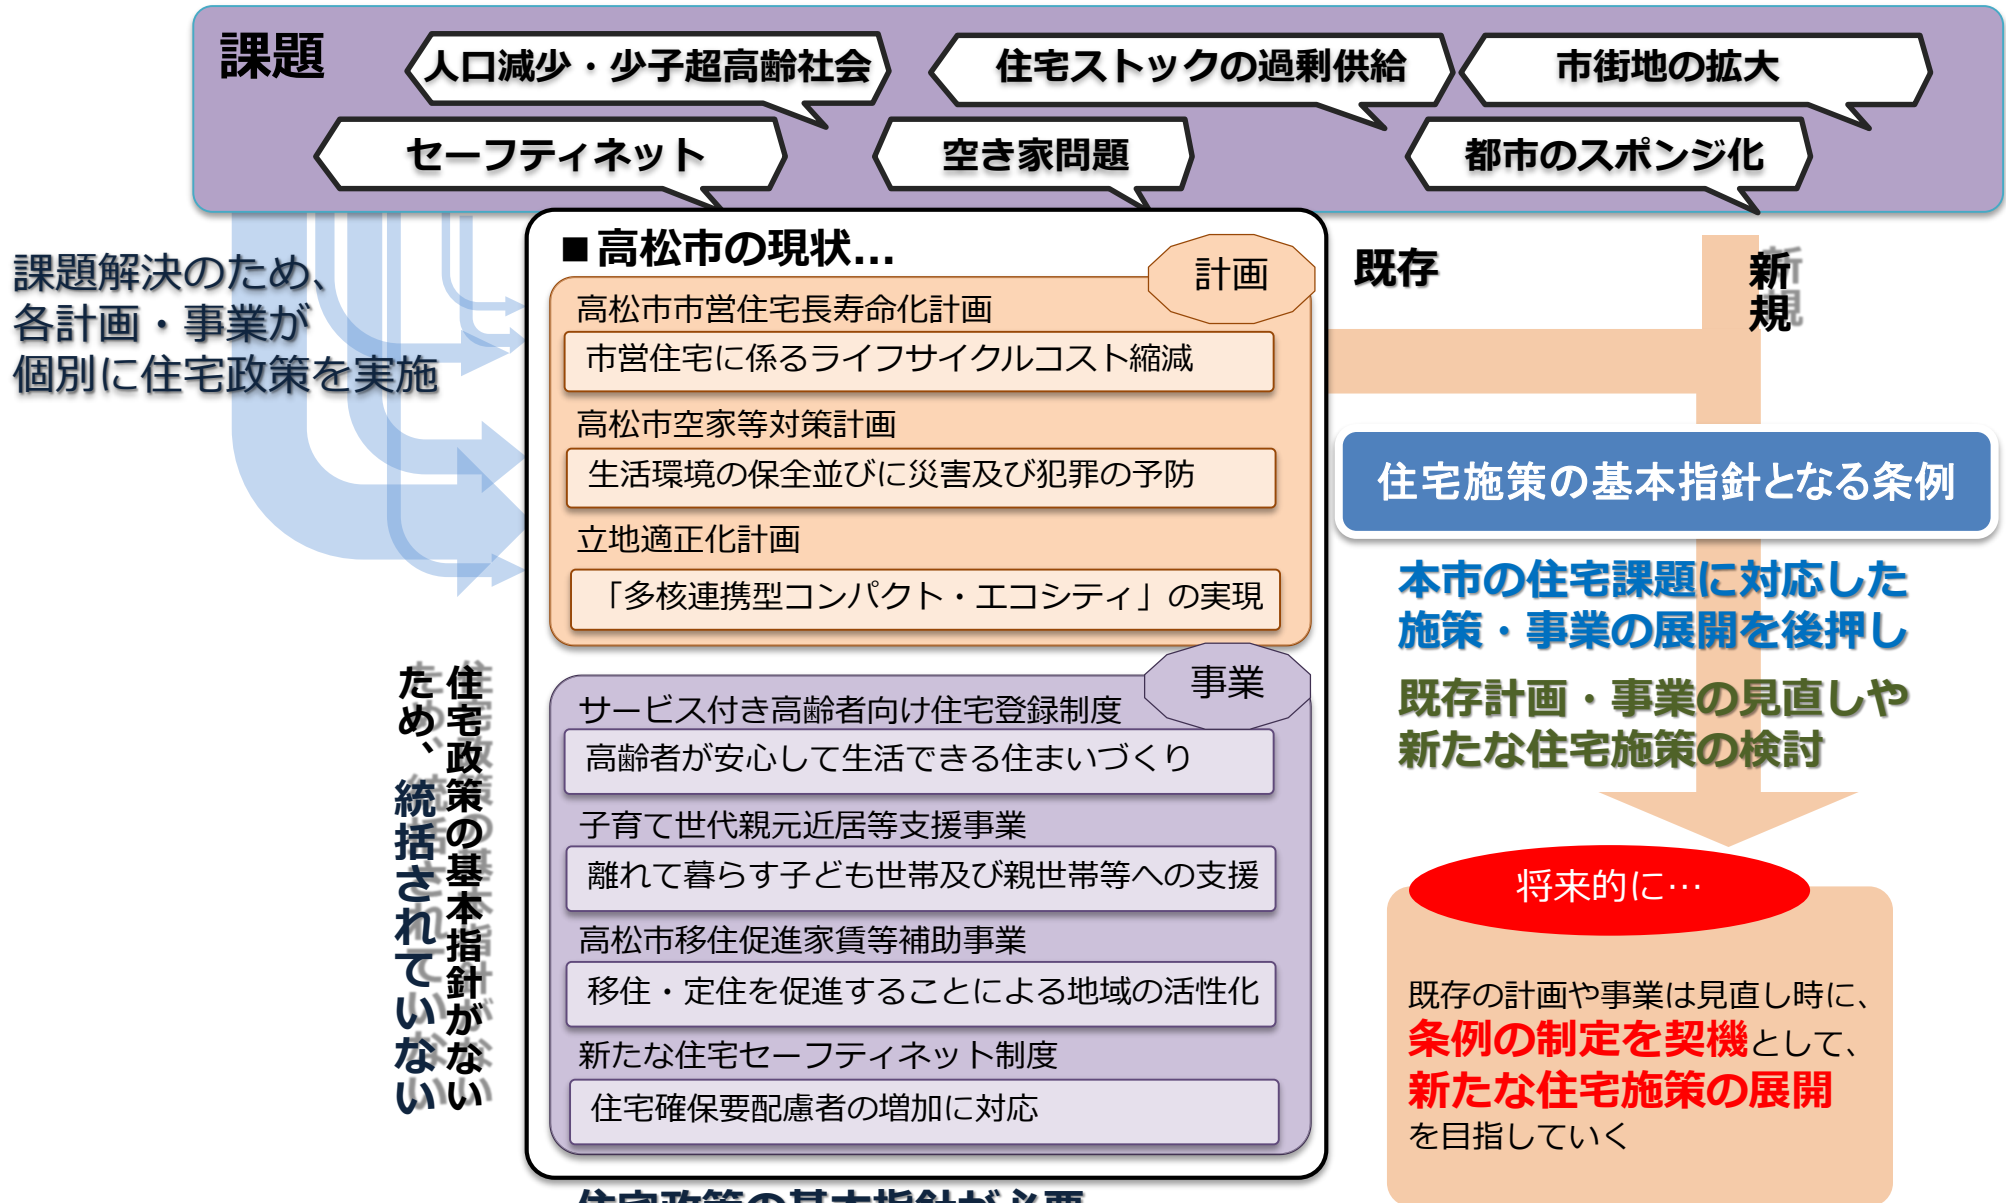 課題
人口減少・少子超高齢社会
住宅ストックの過剰供給
市街地の拡大
セーフティネット
空き家問題
都市のスポンジ化
課題解決のため、
各計画・事業が
個別に住宅政策を実施
住宅政策の基本指針がない
ため、統括されていない
■高松市の現状…
計画
高松市市営住宅長寿命化計画
市営住宅に係るライフサイクルコスト縮減
高松市空家等対策計画
生活環境の保全並びに災害及び犯罪の予防
立地適正化計画
「多核連携型コンパクト・エコシティ」の実現
事業
サービス付き高齢者向け住宅登録制度
高齢者が安心して生活できる住まいづくり
子育て世代親元近居等支援事業
離れて暮らす子ども世帯及び親世帯等への支援
高松市移住促進家賃等補助事業
移住・定住を促進することによる地域の活性化
新たな住宅セーフティネット制度
住宅確保要配慮者の増加に対応
住宅政策の基本指針が必要
既存
新規
住宅施策の基本指針となる条例
本市の住宅課題に対応した
施策・事業の展開を後押し
既存計画・事業の見直しや
新たな住宅施策の検討
将来的に…
既存の計画や事業は見直し時に、
条例の制定を契機として、
新たな住宅施策の展開
を目指していく